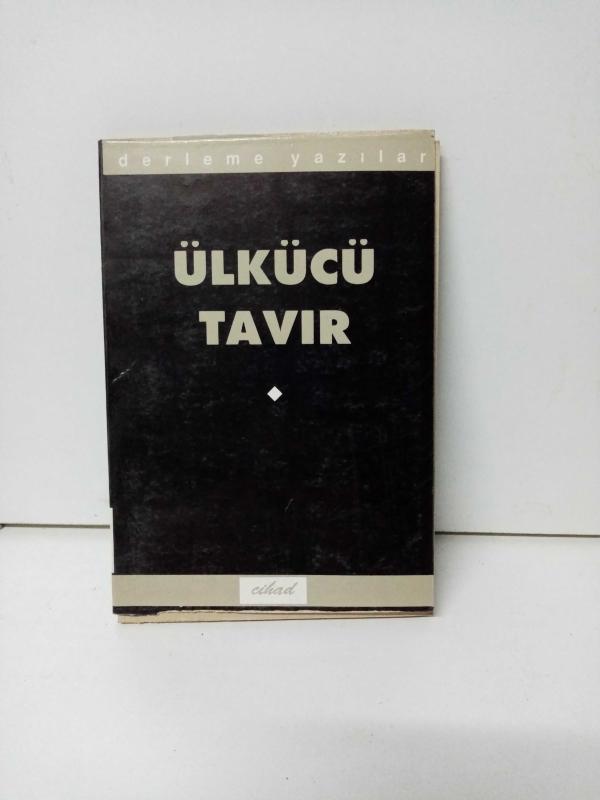 derleme yazılar
ÜLKÜCÜ
TAVIR
cihad